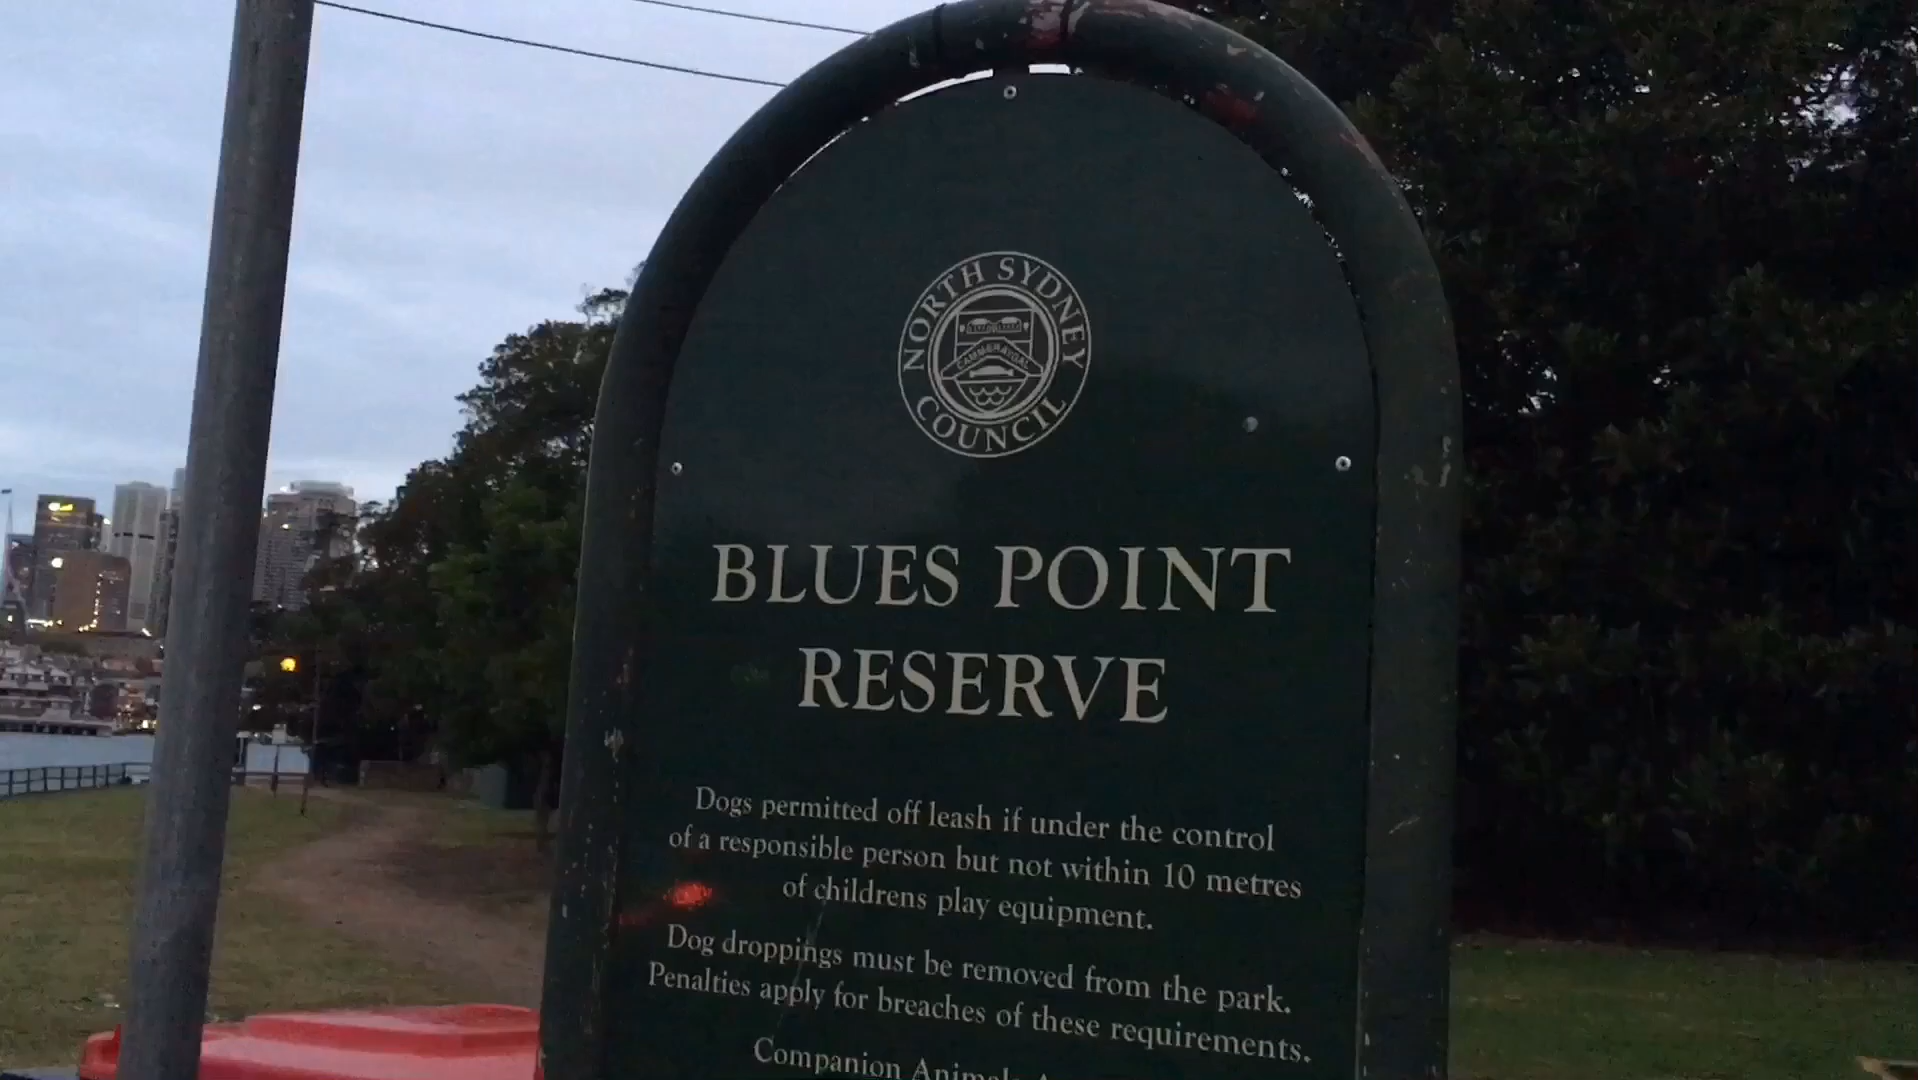 NORTH SYDNEY
CAMMERAYGAL
COUNCIL
BLUES POINT
RESERVE
Dogs permitted off leash if under the control
of a responsible person but not within 10 metres
of childrens play equipment.
Dog droppings must be removed from the park.
Penalties apply for breaches of these requirements.
Companion